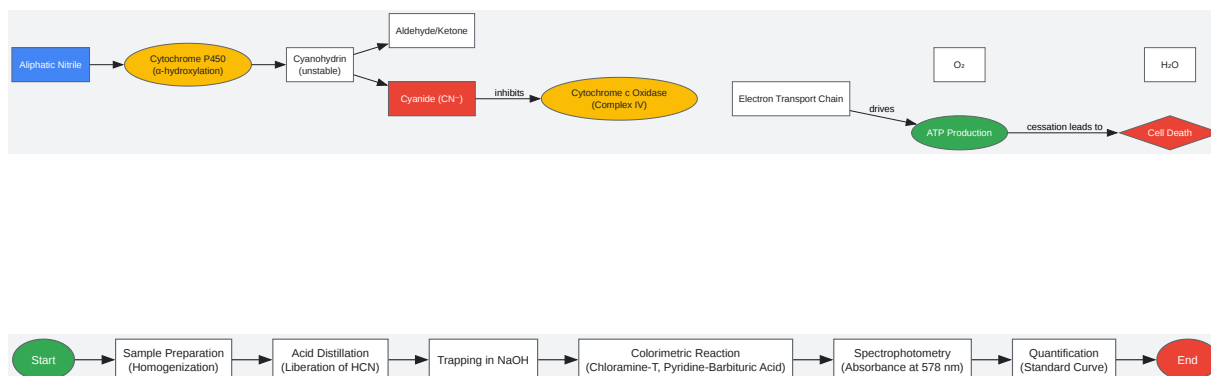 Aliphatic Nitrile
Cytochrome P450
(α-hydroxylation)
Cyanohydrin
(unstable)
Aldehyde/Ketone
Cyanide (CN⁻)
inhibits
Cytochrome c Oxidase
(Complex IV)
Electron Transport Chain
drives
O₂
ATP Production
cessation leads to
H₂O
Cell Death
Start
Sample Preparation
(Homogenization)
Acid Distillation
(Liberation of HCN)
Trapping in NaOH
Colorimetric Reaction
(Chloramine-T, Pyridine-Barbituric Acid)
Spectrophotometry
(Absorbance at 578 nm)
Quantification
(Standard Curve)
End